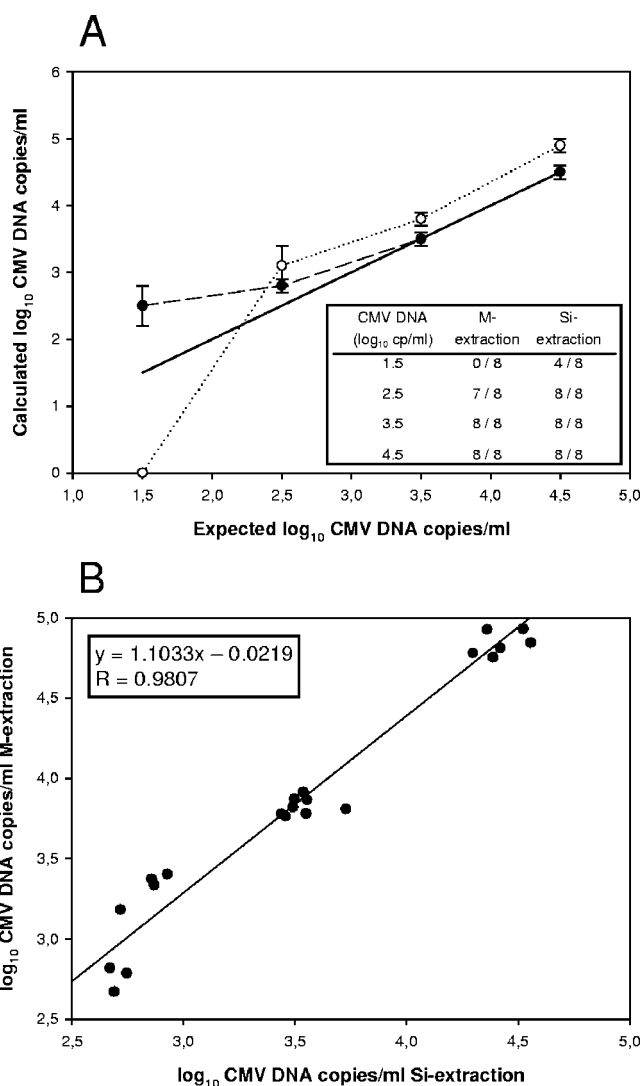 A
Calculated log10 CMV DNA copies/ml
6
5
4
3
2
1
0
CMV DNA M- Si-
(log10 cp/ml) extraction extraction
1.5 0 / 8 4 / 8
2.5 7 / 8 8 / 8
3.5 8 / 8 8 / 8
4.5 8 / 8 8 / 8
1,0 1,5 2,0 2,5 3,0 3,5 4,0 4,5 5,0
Expected log10 CMV DNA copies/ml
B
log10 CMV DNA copies/ml M-extraction
5,0
4,5
4,0
3,5
3,0
2,5
y = 1.1033x – 0.0219
R = 0.9807
2,5 3,0 3,5 4,0 4,5 5,0
log10 CMV DNA copies/ml Si-extraction